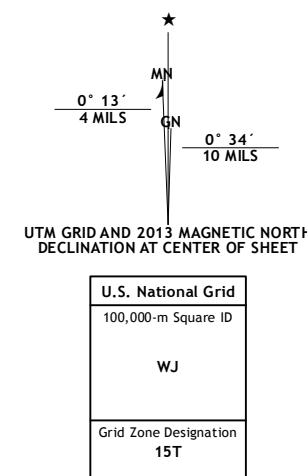 ★
MN
0° 13´
4 MILS
GN
0° 34´
10 MILS
UTM GRID AND 2013 MAGNETIC NORTH
DECLINATION AT CENTER OF SHEET
U.S. National Grid
100,000-m Square ID
WJ
Grid Zone Designation
15T